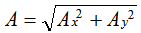 A = √(Ax² + Ay²)